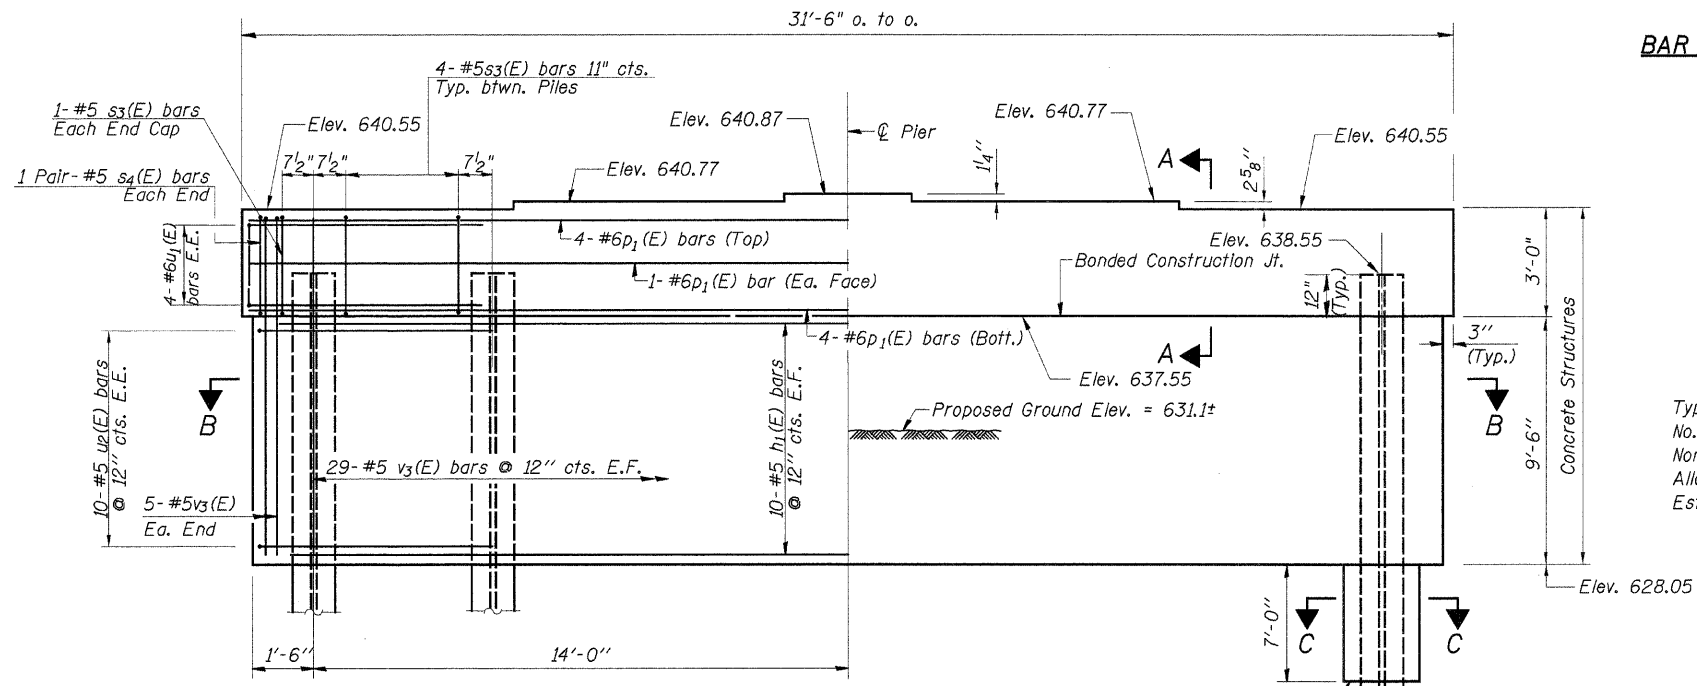 31'-6" o. to o.
BAR
4- #5s3(E) bars 11" cts.
Typ. btwn. Piles
1- #5 s3(E) bars
Each End Cap
Elev. 640.55
Elev. 640.87
℄ Pier
Elev. 640.77
Elev. 640.55
7½" 7½" 7½"
Elev. 640.77
1¼"
A
2⅝"
1 Pair- #5 s4(E) bars
Each End
4- #6u1(E)
bars E.E.
4- #6p1(E) bars (Top)
Elev. 638.55
Bonded Construction Jt.
1- #6p1(E) bar (Ea. Face)
12"
(Typ.)
3'-0"
4- #6p1(E) bars (Bott.)
A
3"
(Typ.)
Elev. 637.55
B
Proposed Ground Elev. = 631.1±
B
10- #5 u2(E) bars
@ 12" cts. E.E.
29- #5 v3(E) bars @ 12" cts. E.F.
10- #5 h1(E) bars
@ 12" cts. E.F.
9'-6"
Concrete Structures
Typ
No.
Nor
Allo
Est
5- #5v3(E)
Ea. End
Elev. 628.05
7'-0"
C
C
1'-6"
14'-0"